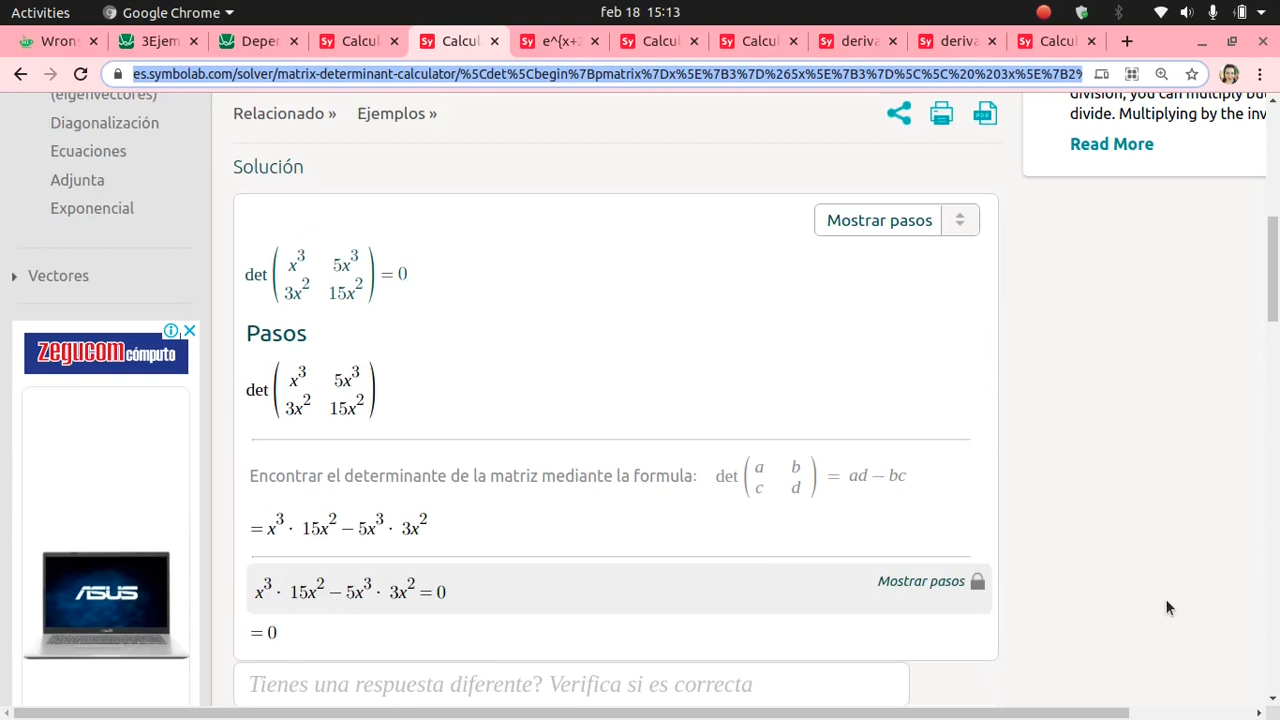 Activities
Google Chrome
feb 18 15:13
Wrons
3Ejem
Deper
Calcul
Calcul
e^{x+2
Calcul
Calcul
deriva
deriva
Calcul
es.symbolab.com/solver/matrix-determinant-calculator/%5Cdet%5Cbegin%7Bpmatrix%7Dx%5E%7B3%7D%265x%5E%7B3%7D%5C%5C%20%203x%5E%7B2%
(eigenvectores)
Diagonalización
Ecuaciones
Adjunta
Exponencial
Vectores
zegucom cómputo
ASUS
Relacionado »
Ejemplos »
PDF
division, you can multiply but
divide. Multiplying by the inv
Read More
Solución
Mostrar pasos
det ( x^3 5x^3
3x^2 15x^2 ) = 0
Pasos
det ( x^3 5x^3
3x^2 15x^2 )
Encontrar el determinante de la matriz mediante la formula: det ( a b
c d ) = ad − bc
= x^3 · 15x^2 − 5x^3 · 3x^2
x^3 · 15x^2 − 5x^3 · 3x^2 = 0
Mostrar pasos
= 0
Tienes una respuesta diferente? Verifica si es correcta